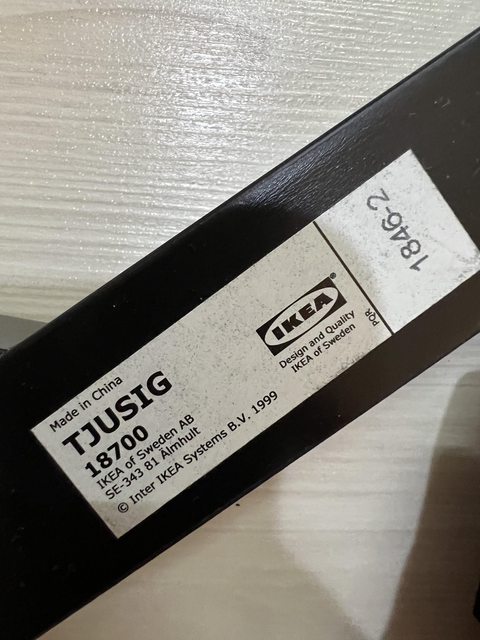 Made in China
TJUSIG
18700
IKEA of Sweden AB
SE-343 81 Älmhult
© Inter IKEA Systems B.V. 1999
IKEA®
Design and Quality
IKEA of Sweden
PQR
1846-2